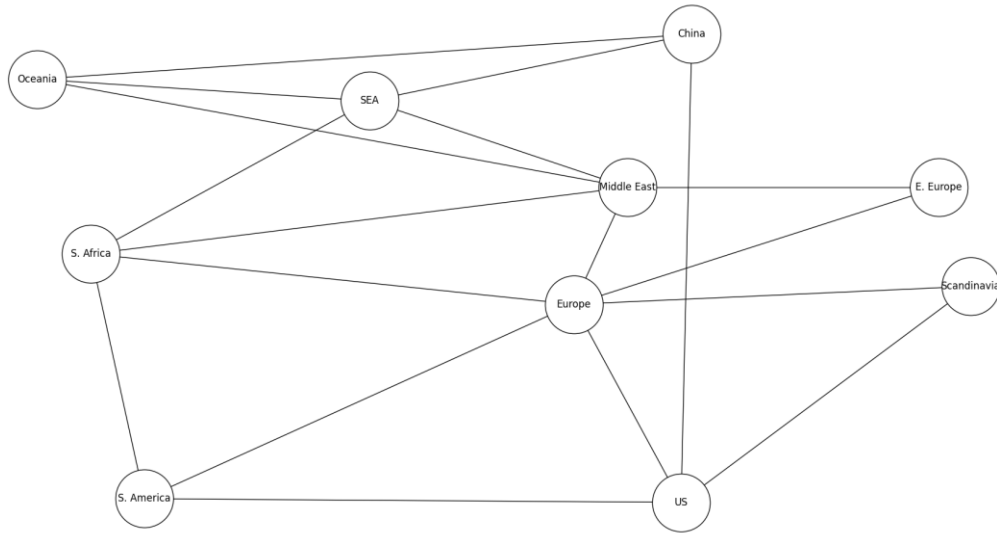 China
Oceania
SEA
Middle East
E. Europe
S. Africa
Scandinavia
Europe
S. America
US